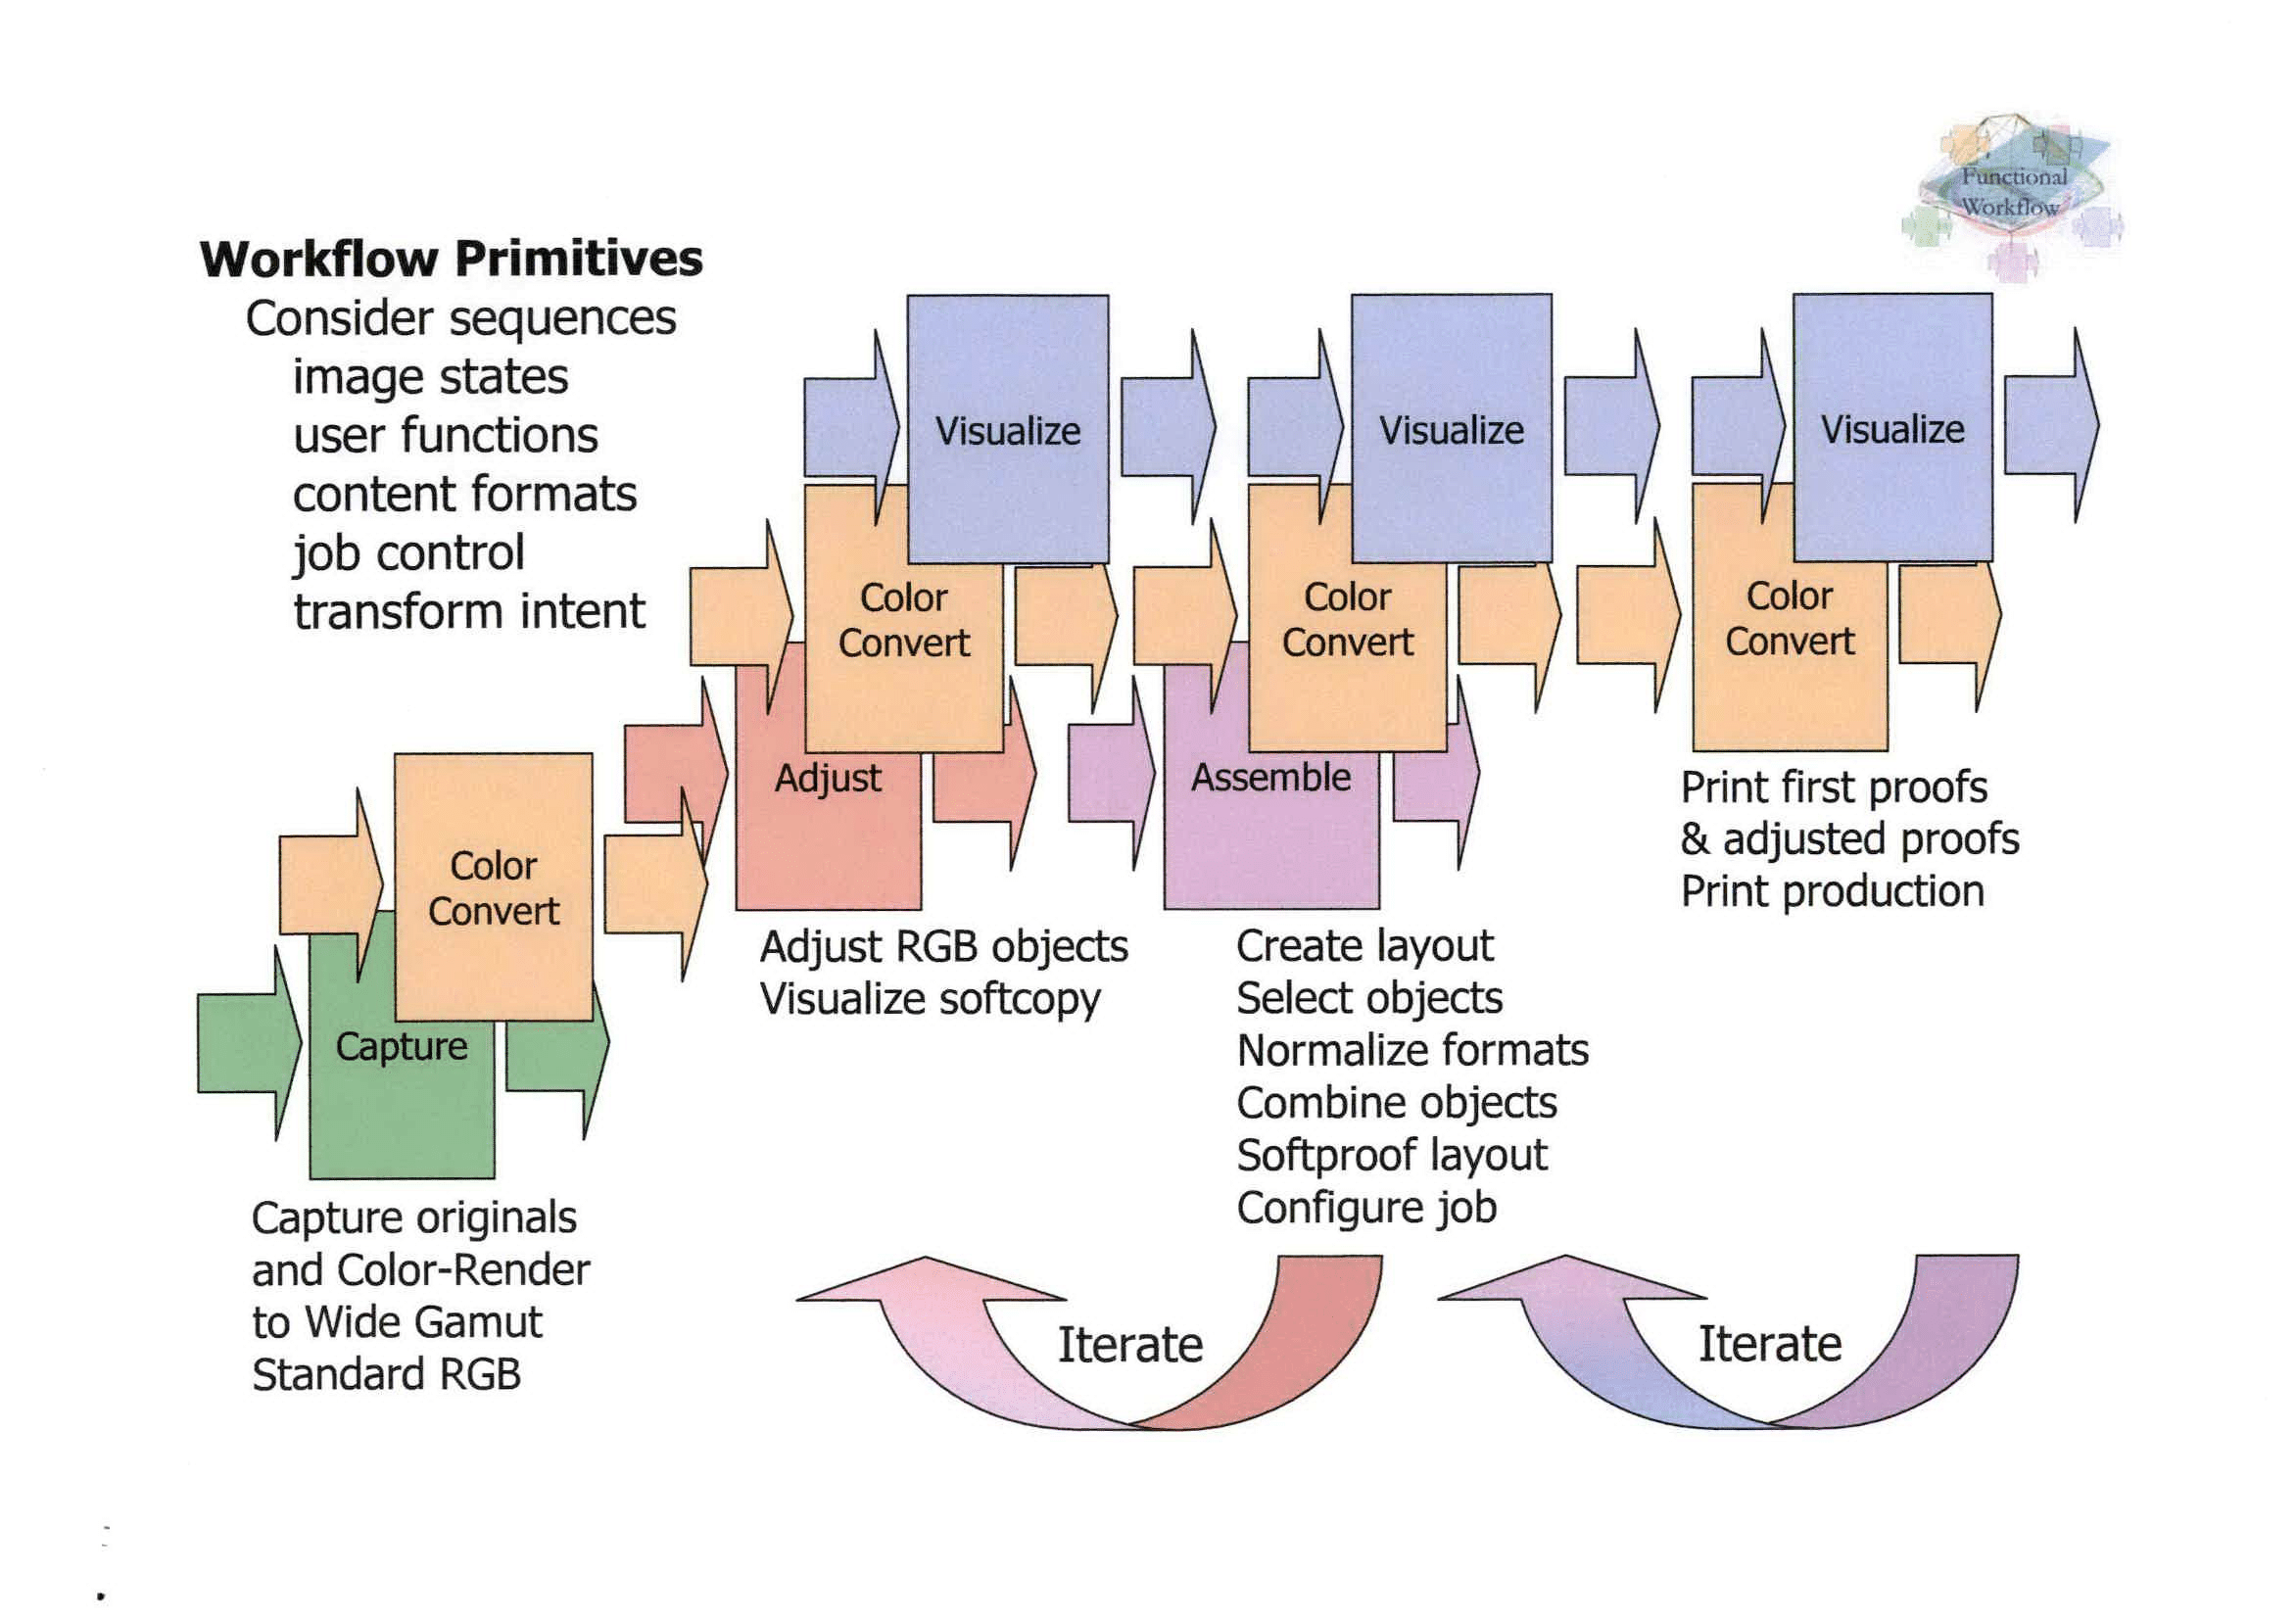 Functional
Workflow
Workflow Primitives
Consider sequences
image states
user functions
content formats
job control
transform intent
Visualize
Visualize
Visualize
Color
Convert
Color
Convert
Color
Convert
Adjust
Assemble
Color
Convert
Capture
Print first proofs
& adjusted proofs
Print production
Adjust RGB objects
Visualize softcopy
Create layout
Select objects
Normalize formats
Combine objects
Softproof layout
Configure job
Capture originals
and Color-Render
to Wide Gamut
Standard RGB
Iterate
Iterate